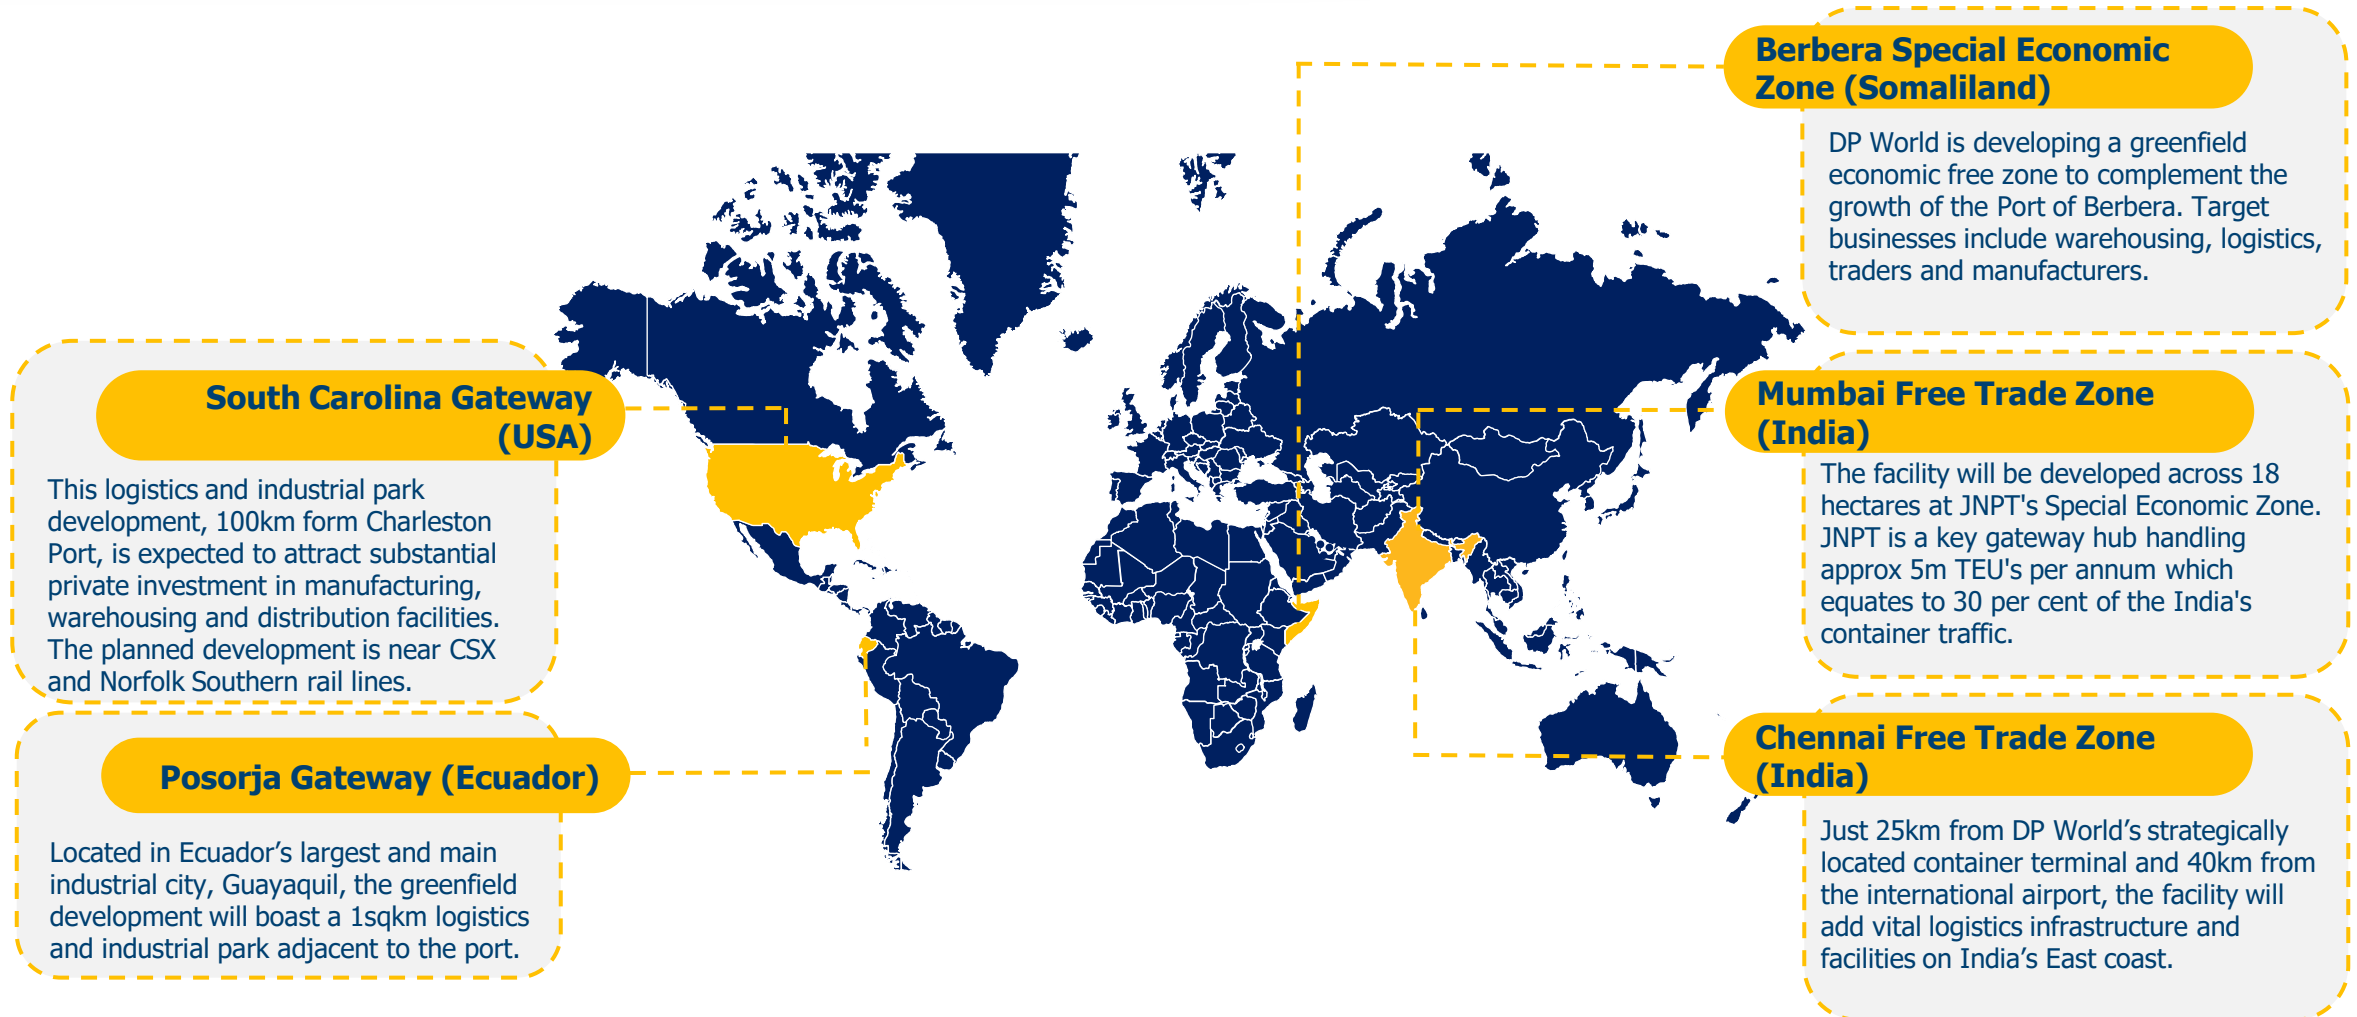 South Carolina Gateway
(USA)
This logistics and industrial park
development, 100km form Charleston
Port, is expected to attract substantial
private investment in manufacturing,
warehousing and distribution facilities.
The planned development is near CSX
and Norfolk Southern rail lines.
Posorja Gateway (Ecuador)
Located in Ecuador’s largest and main
industrial city, Guayaquil, the greenfield
development will boast a 1sqkm logistics
and industrial park adjacent to the port.
Berbera Special Economic
Zone (Somaliland)
DP World is developing a greenfield
economic free zone to complement the
growth of the Port of Berbera. Target
businesses include warehousing, logistics,
traders and manufacturers.
Mumbai Free Trade Zone
(India)
The facility will be developed across 18
hectares at JNPT's Special Economic Zone.
JNPT is a key gateway hub handling
approx 5m TEU's per annum which
equates to 30 per cent of the India's
container traffic.
Chennai Free Trade Zone
(India)
Just 25km from DP World’s strategically
located container terminal and 40km from
the international airport, the facility will
add vital logistics infrastructure and
facilities on India’s East coast.